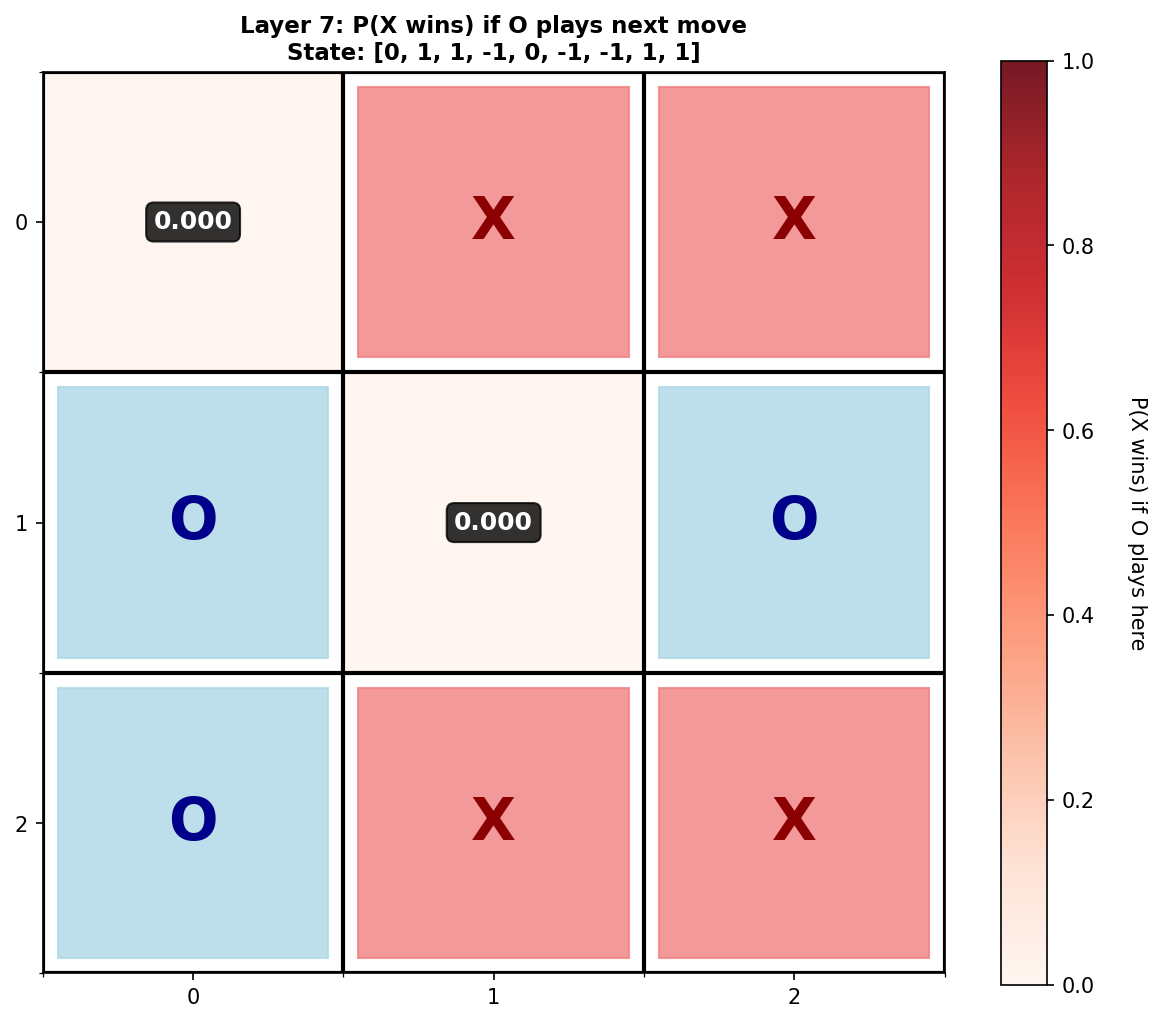 Layer 7: P(X wins) if O plays next move
State: [0, 1, 1, -1, 0, -1, -1, 1, 1]
0
0.000
X
X
1
O
0.000
O
2
O
X
X
0
1
2
1.0
0.8
0.6
0.4
0.2
0.0
P(X wins) if O plays here